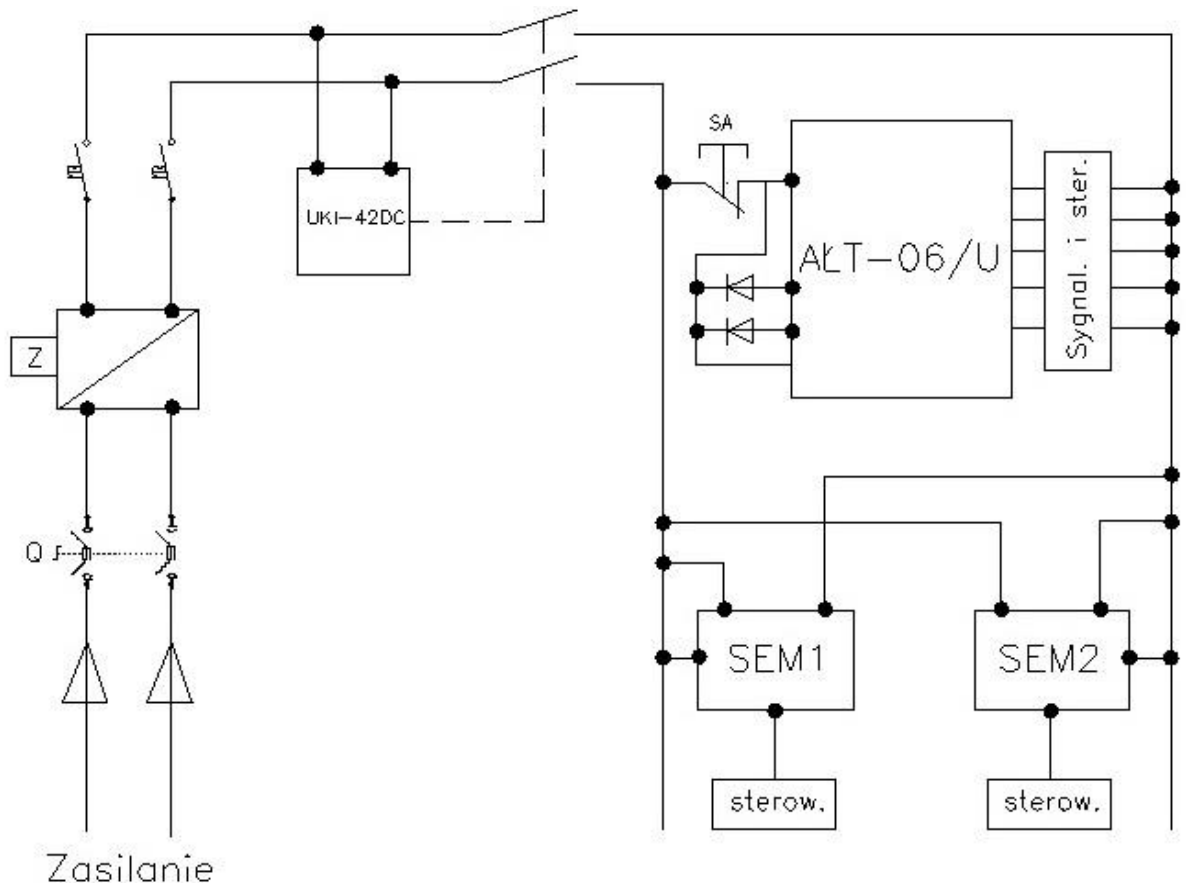 SA
UKI-42DC
AŁT-06/U
Sygnal. i ster.
Z
Q
SEM1
SEM2
sterow.
sterow.
Zasilanie